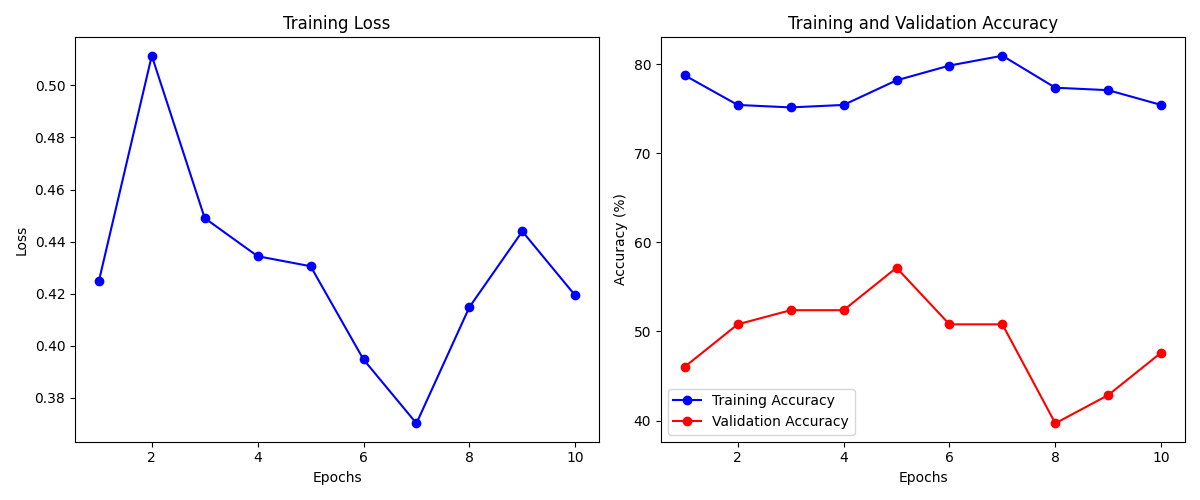 Training Loss
Loss
0.50
0.48
0.46
0.44
0.42
0.40
0.38
2 4 6 8 10
Epochs
Training and Validation Accuracy
Accuracy (%)
80
70
60
50
40
Training Accuracy
Validation Accuracy
2 4 6 8 10
Epochs